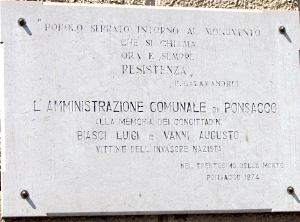 "POPOLO SERRATO INTORNO AL MONUMENTO
CHE SI CHIAMA
ORA E SEMPRE
RESISTENZA"
P. CALAMANDREI
L'AMMINISTRAZIONE COMUNALE DI PONSACCO
ALLA MEMORIA DEI CONCITTADINI
BIASCI LUIGI E VANNI AUGUSTO
VITTIME DELL'INVASORE NAZISTA
NEL TRENTESIMO DELLA MORTE
PONSACCO 1974